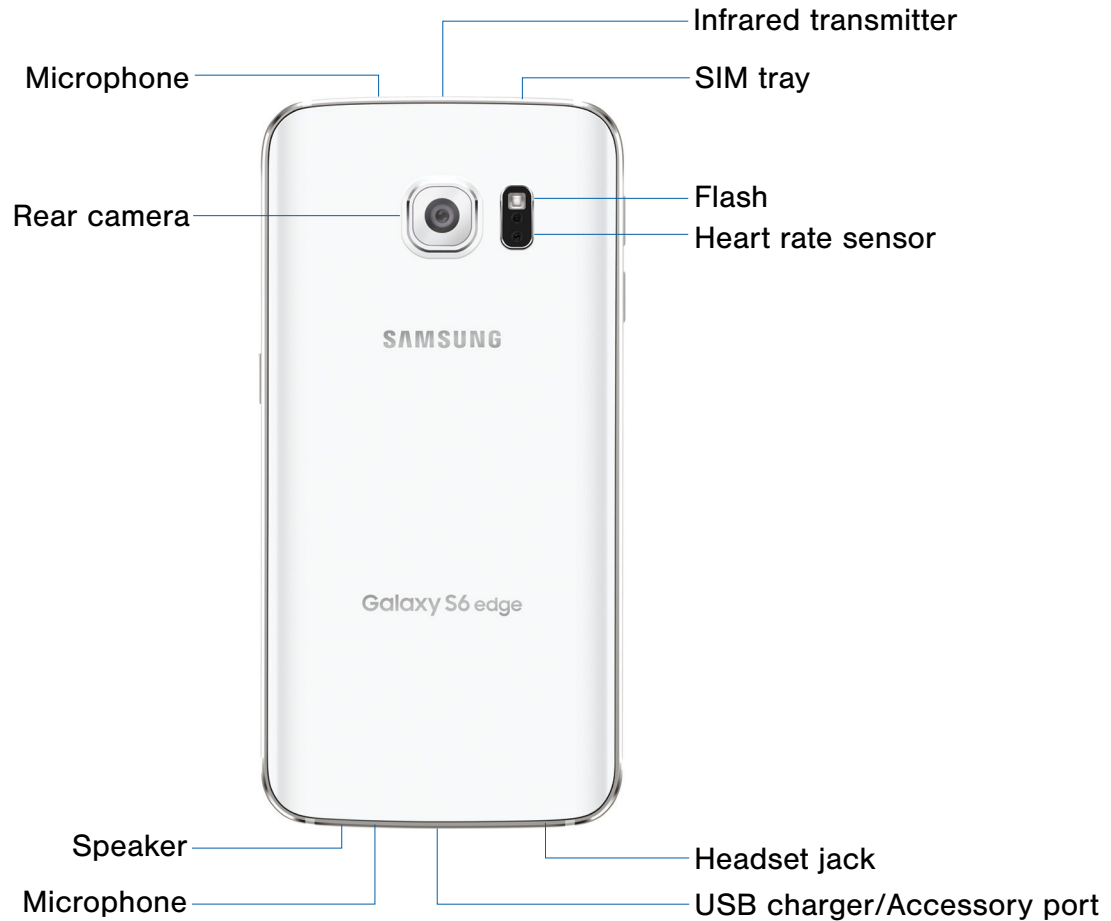 Infrared transmitter
Microphone
SIM tray
Flash
Rear camera
Heart rate sensor
SAMSUNG
Galaxy S6 edge
Speaker
Headset jack
Microphone
USB charger/Accessory port